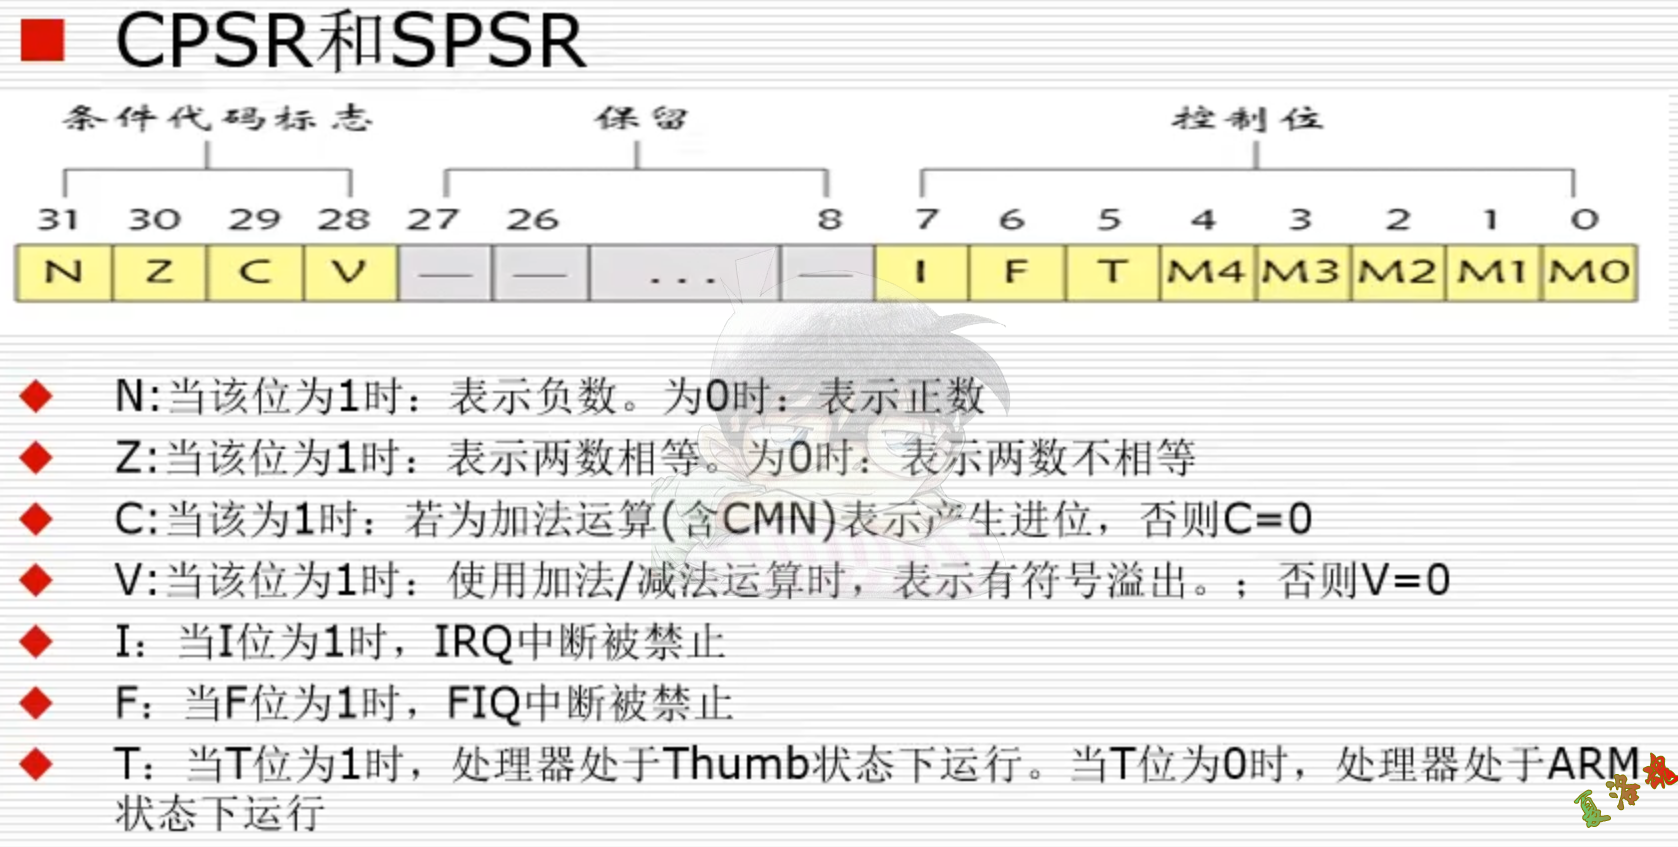 CPSR和SPSR
条件代码标志 保留 控制位
31 30 29 28 27 26 8 7 6 5 4 3 2 1 0
N Z C V — — ... — I F T M4 M3 M2 M1 M0
N:当该位为1时：表示负数。为0时：表示正数
Z:当该位为1时：表示两数相等。为0时：表示两数不相等
C:当该为1时：若为加法运算(含CMN)表示产生进位，否则C=0
V:当该位为1时：使用加法/减法运算时，表示有符号溢出。；否则V=0
I：当I位为1时，IRQ中断被禁止
F：当F位为1时，FIQ中断被禁止
T：当T位为1时，处理器处于Thumb状态下运行。当T位为0时，处理器处于ARM
状态下运行